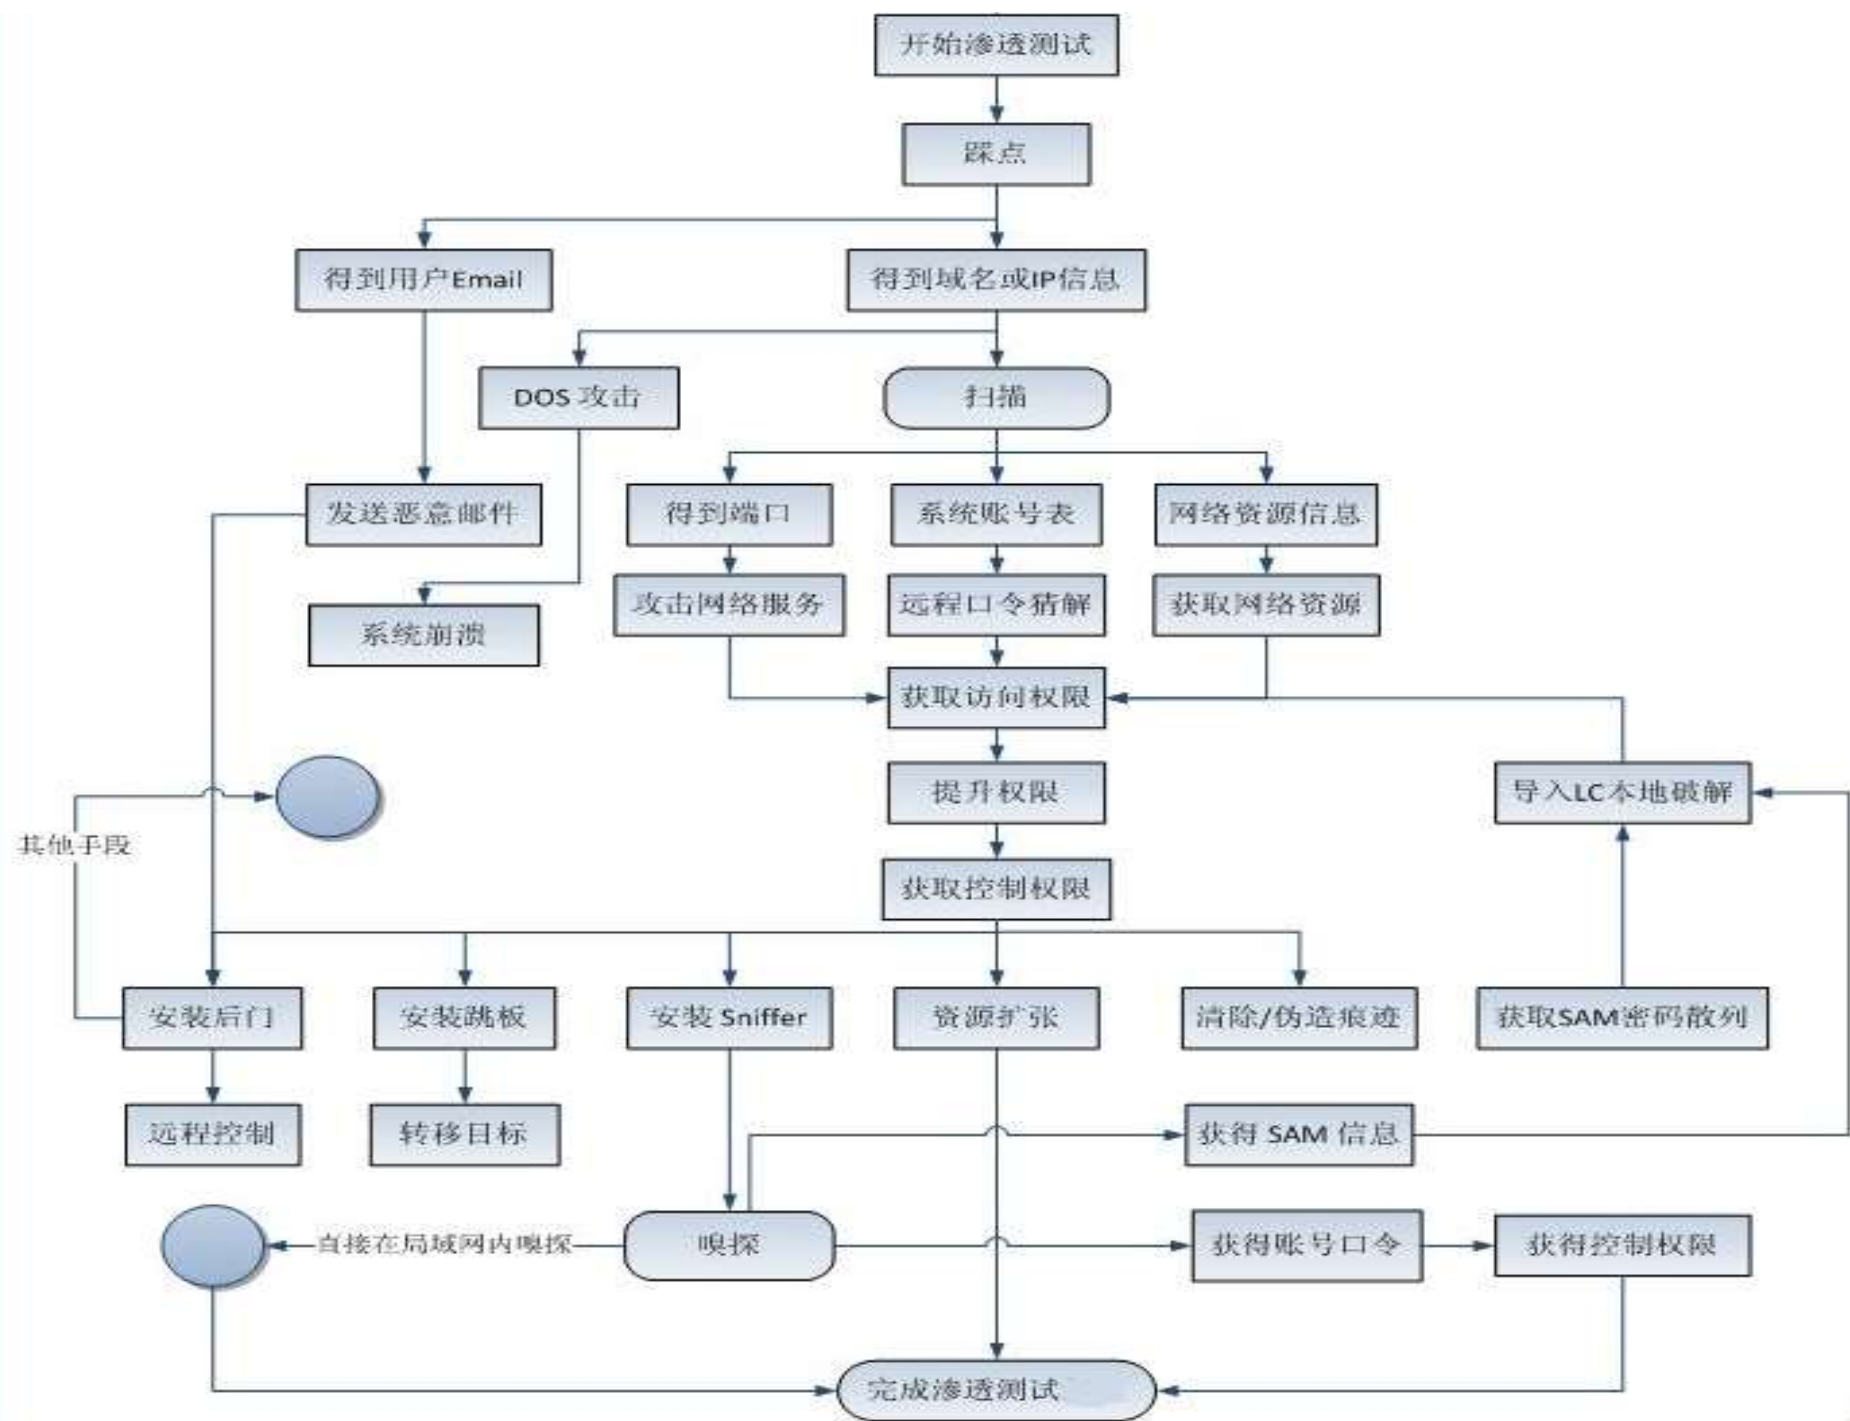 开始渗透测试
踩点
得到用户Email
得到域名或IP信息
DOS 攻击
扫描
发送恶意邮件
得到端口
系统账号表
网络资源信息
攻击网络服务
远程口令猜解
获取网络资源
系统崩溃
获取访问权限
提升权限
导入LC本地破解
其他手段
获取控制权限
安装后门
安装跳板
安装 Sniffer
资源扩张
清除/伪造痕迹
获取SAM密码散列
远程控制
转移目标
获得 SAM 信息
直接在局域网内嗅探
嗅探
获得账号口令
获得控制权限
完成渗透测试